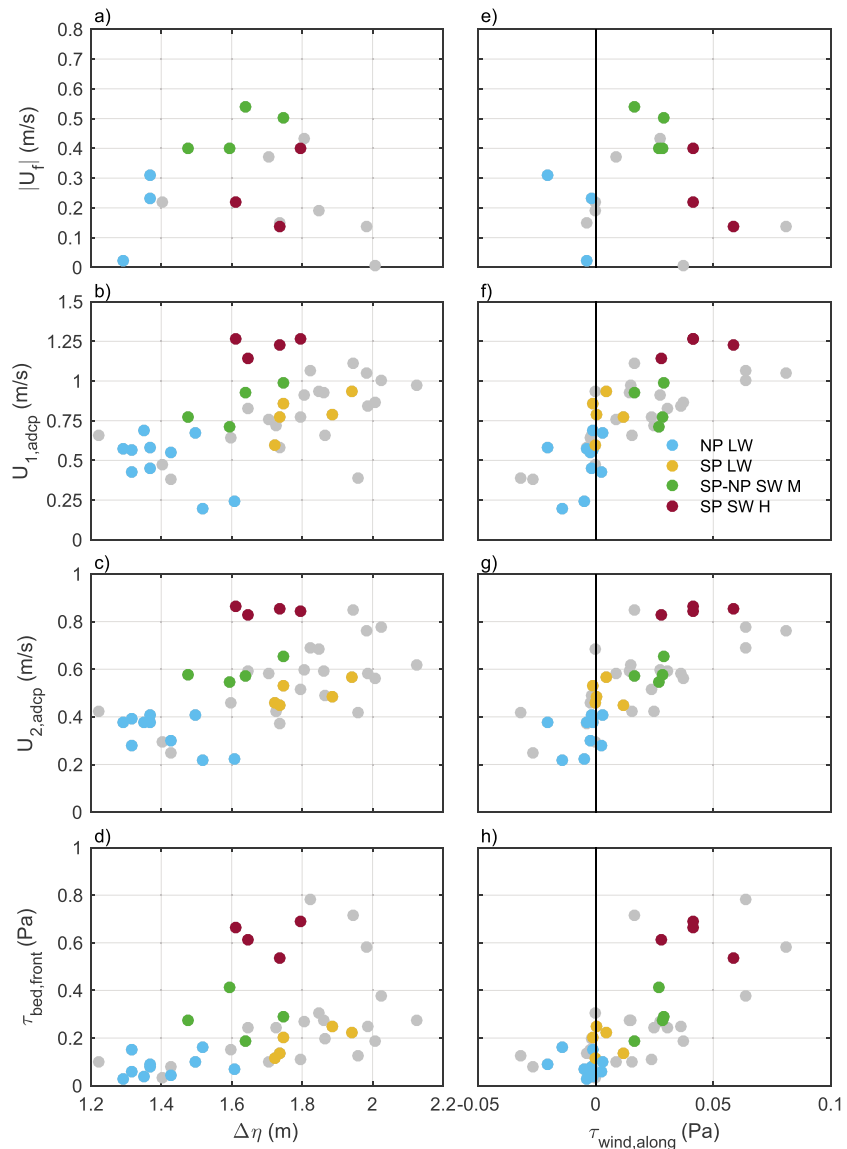 a)
e)
0.8
0.7
0.6
0.5
0.4
0.3
0.2
0.1
0
|U_f| (m/s)
b)
f)
1.5
1.25
1
0.75
0.5
0.25
0
U_1,adcp (m/s)
NP LW
SP LW
SP-NP SW M
SP SW H
c)
g)
1
0.8
0.6
0.4
0.2
0
U_2,adcp (m/s)
d)
h)
1
0.8
0.6
0.4
0.2
0
τ_bed,front (Pa)
1.2 1.4 1.6 1.8 2 2.2
-0.05 0 0.05 0.1
Δη (m)
τ_wind,along (Pa)